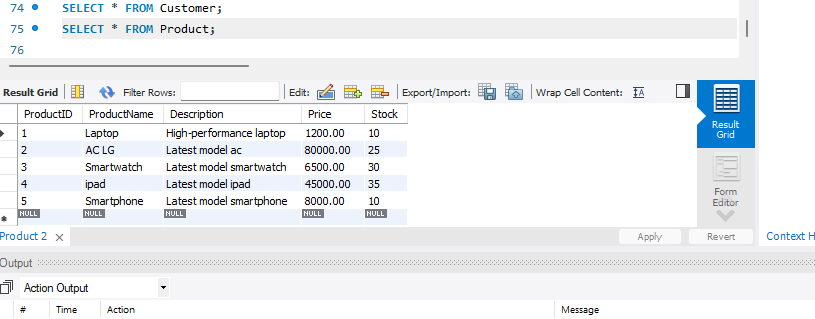 74 SELECT * FROM Customer;
75 SELECT * FROM Product;
76
Result Grid Filter Rows: Edit: Export/Import: Wrap Cell Content: IA
ProductID ProductName Description Price Stock
1 Laptop High-performance laptop 1200.00 10
2 AC LG Latest model ac 80000.00 25
3 Smartwatch Latest model smartwatch 6500.00 30
4 ipad Latest model ipad 45000.00 35
5 Smartphone Latest model smartphone 8000.00 10
NULL NULL NULL NULL NULL
Result
Grid
Form
Editor
Product 2 × Apply Revert Context H
Output
Action Output
# Time Action Message